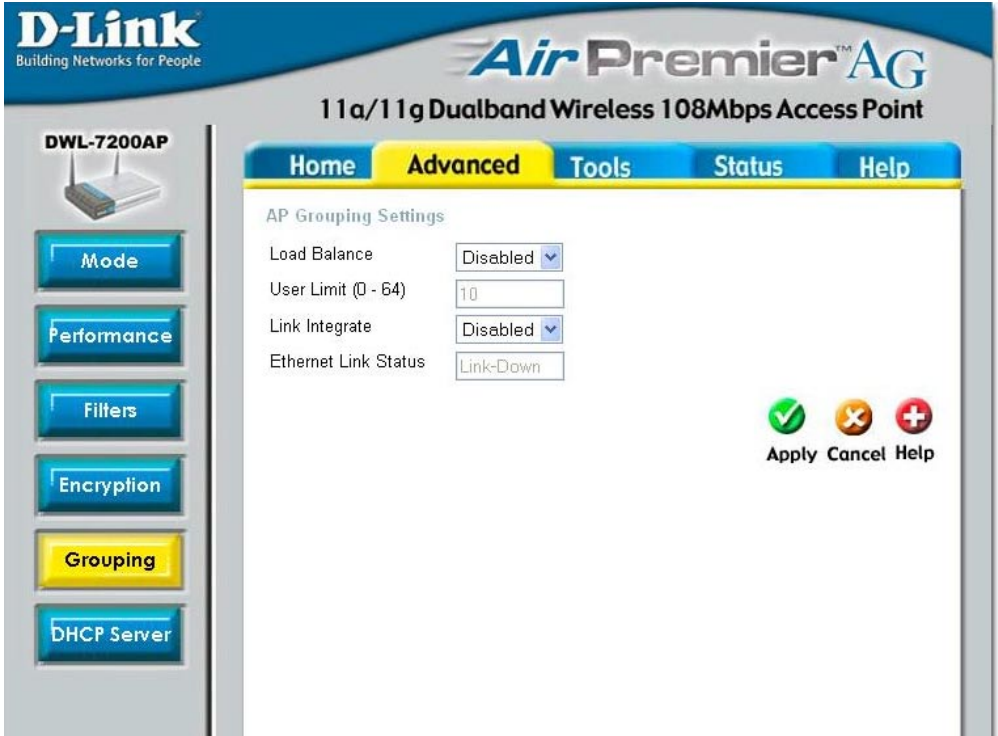 D-Link
Building Networks for People
Air Premier™ AG
11a/11g Dualband Wireless 108Mbps Access Point
DWL-7200AP
Home Advanced Tools Status Help
Mode
Performance
Filters
Encryption
Grouping
DHCP Server
AP Grouping Settings
Load Balance Disabled
User Limit (0 - 64) 10
Link Integrate Disabled
Ethernet Link Status Link-Down
Apply Cancel Help